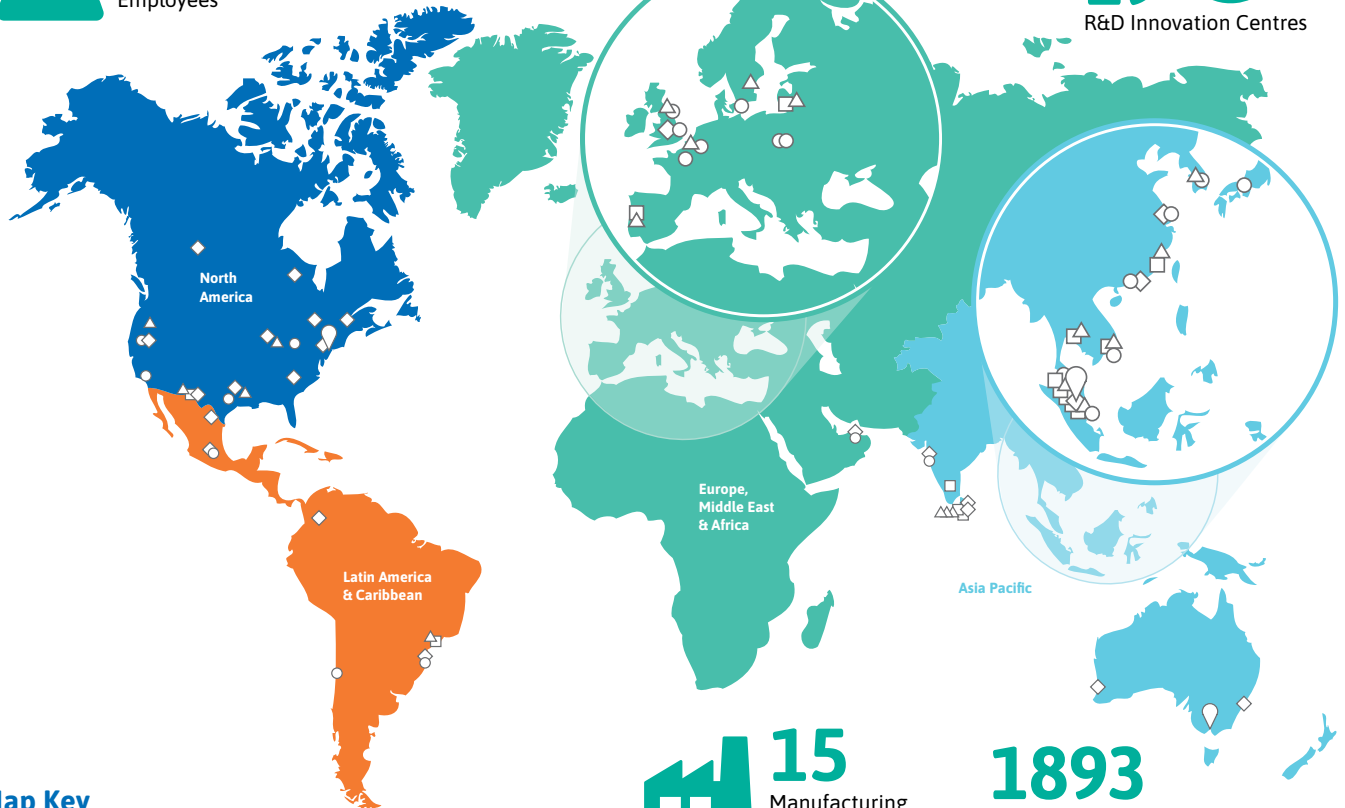 Employees
R&D Innovation Centres
North
America
Europe,
Middle East
& Africa
Latin America
& Caribbean
Asia Pacific
15
Manufacturing
1893
Map Key